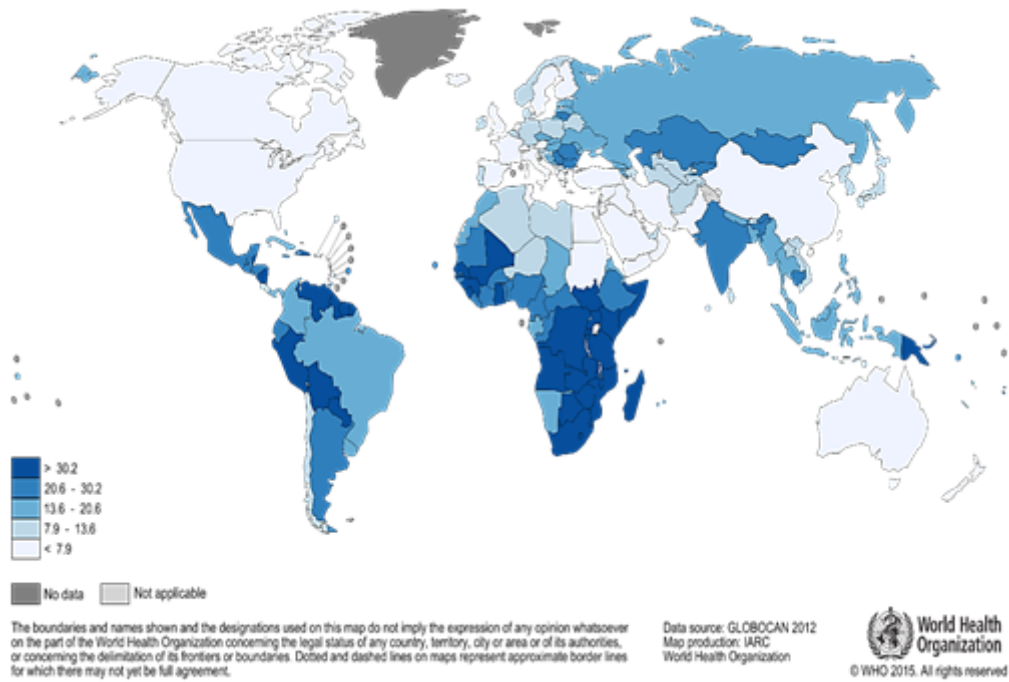 > 30.2
20.6 - 30.2
13.6 - 20.6
7.9 - 13.6
< 7.9
No data
Not applicable
The boundaries and names shown and the designations used on this map do not imply the expression of any opinion whatsoever
on the part of the World Health Organization concerning the legal status of any country, territory, city or area or of its authorities,
or concerning the delimitation of its frontiers or boundaries. Dotted and dashed lines on maps represent approximate border lines
for which there may not yet be full agreement.
Data source: GLOBOCAN 2012
Map production: IARC
World Health Organization
World Health
Organization
© WHO 2015. All rights reserved